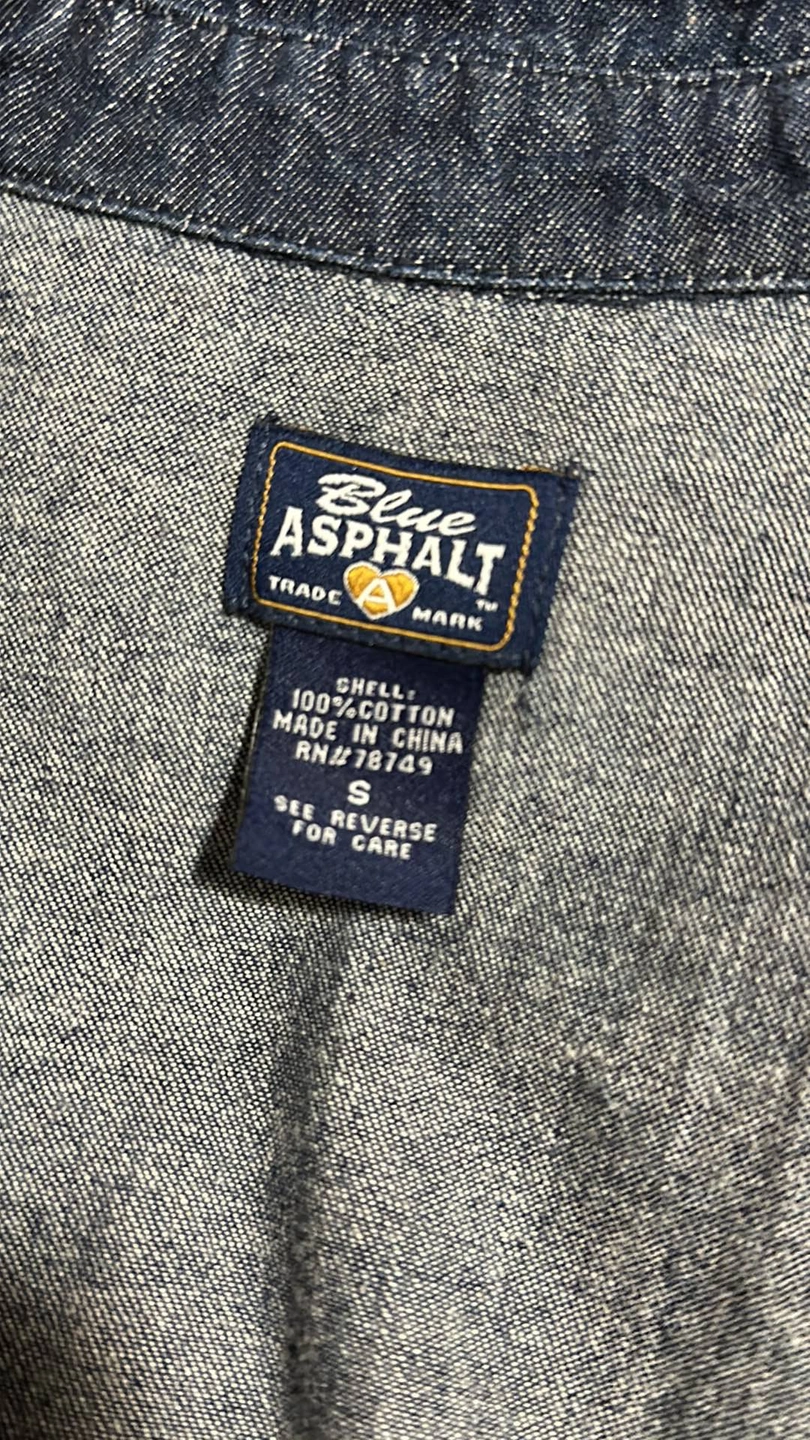 Blue
ASPHALT
TRADE A MARK ™
SHELL:
100%COTTON
MADE IN CHINA
RN#78749
S
SEE REVERSE
FOR CARE